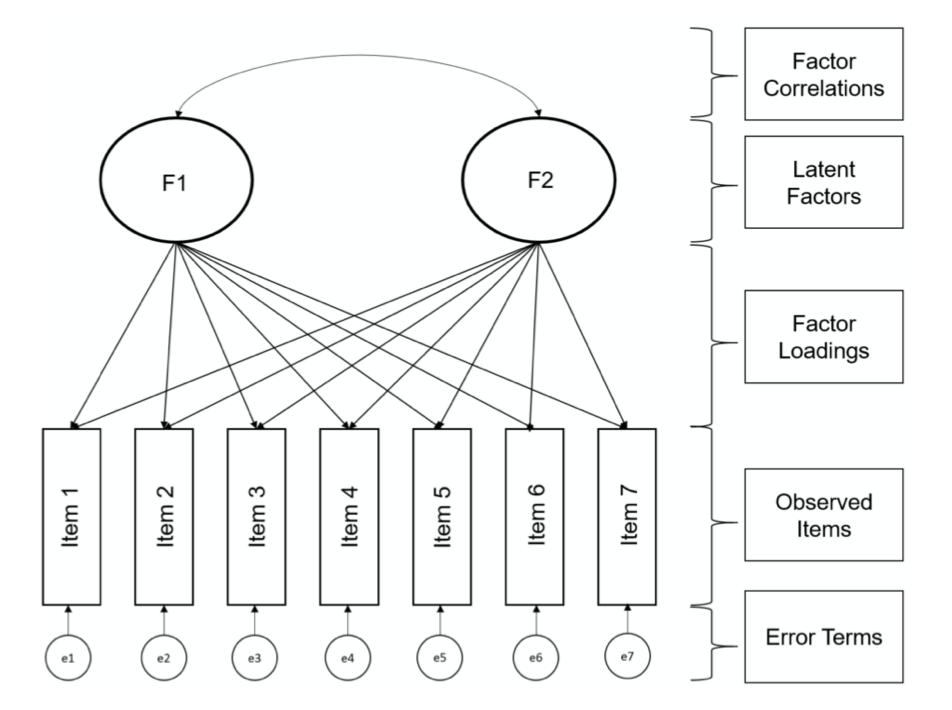 Factor
Correlations
F1
F2
Latent
Factors
Factor
Loadings
Item 1
Item 2
Item 3
Item 4
Item 5
Item 6
Item 7
Observed
Items
e1
e2
e3
e4
e5
e6
e7
Error Terms